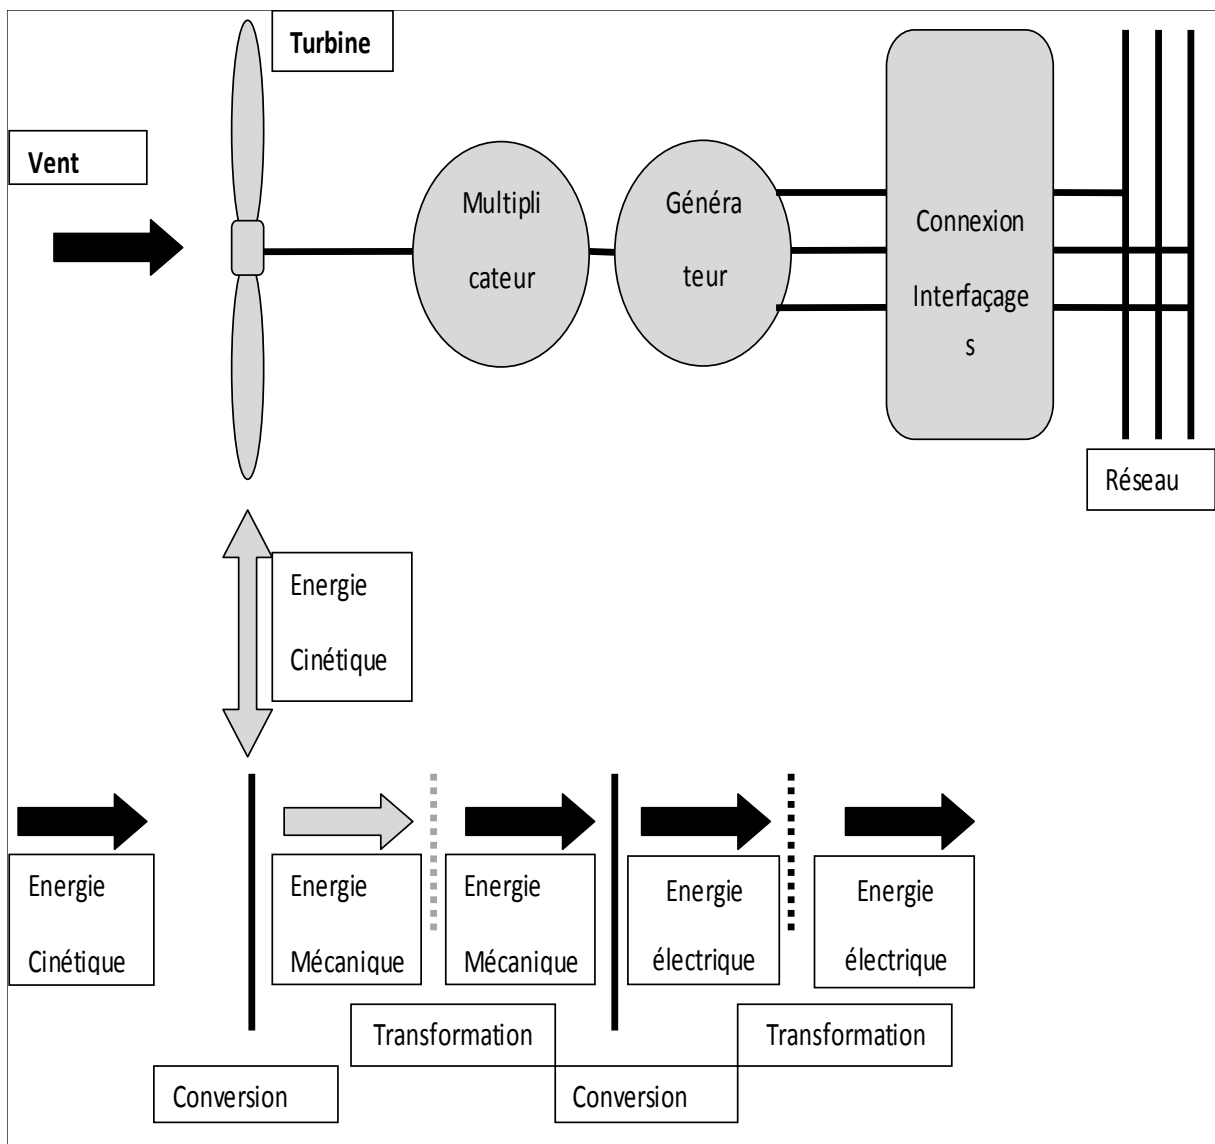 Turbine
Vent
Multipli
cateur
Généra
teur
Connexion
Interfaçage
s
Réseau
Energie
Cinétique
Energie
Cinétique
Energie
Mécanique
Energie
Mécanique
Energie
électrique
Energie
électrique
Transformation
Transformation
Conversion
Conversion